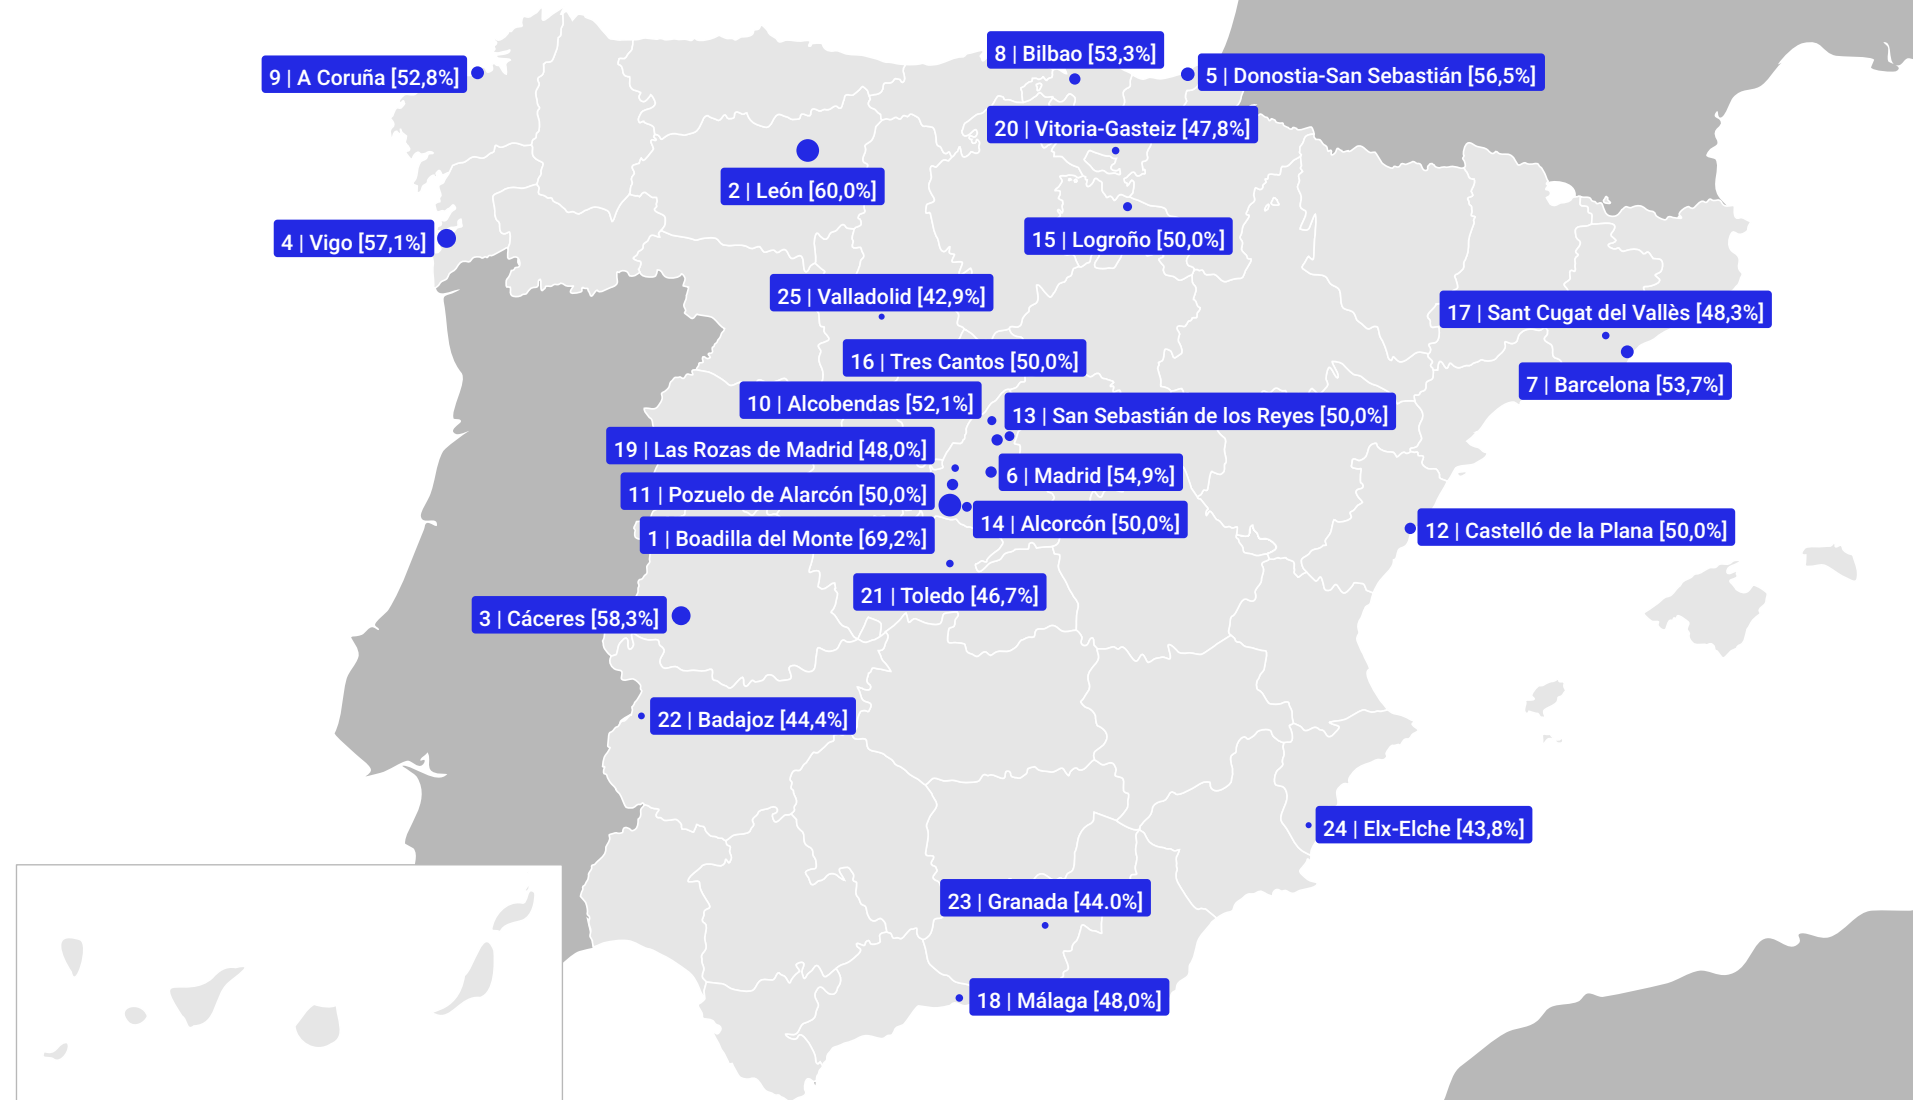 8 | Bilbao [53,3%]
9 | A Coruña [52,8%]
5 | Donostia-San Sebastián [56,5%]
20 | Vitoria-Gasteiz [47,8%]
2 | León [60,0%]
4 | Vigo [57,1%]
15 | Logroño [50,0%]
25 | Valladolid [42,9%]
17 | Sant Cugat del Vallès [48,3%]
16 | Tres Cantos [50,0%]
7 | Barcelona [53,7%]
10 | Alcobendas [52,1%]
13 | San Sebastián de los Reyes [50,0%]
19 | Las Rozas de Madrid [48,0%]
6 | Madrid [54,9%]
11 | Pozuelo de Alarcón [50,0%]
14 | Alcorcón [50,0%]
12 | Castelló de la Plana [50,0%]
1 | Boadilla del Monte [69,2%]
21 | Toledo [46,7%]
3 | Cáceres [58,3%]
22 | Badajoz [44,4%]
24 | Elx-Elche [43,8%]
23 | Granada [44.0%]
18 | Málaga [48,0%]